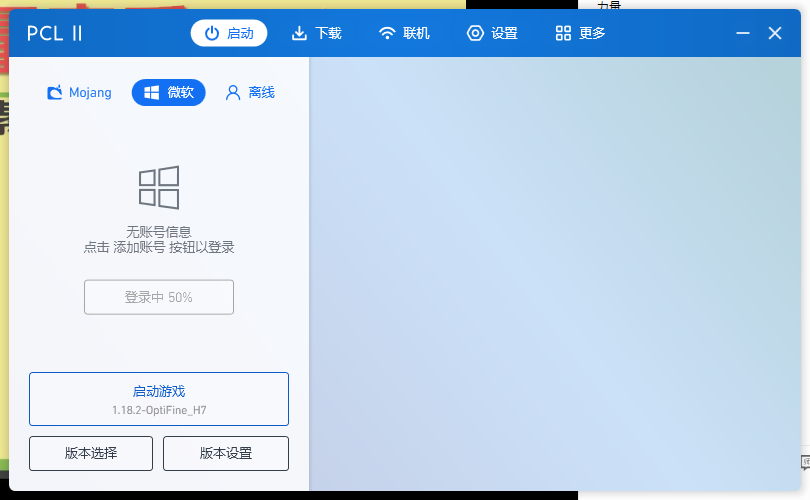 力量
PCL II
启动
下载
联机
设置
更多
Mojang
微软
离线
无账号信息
点击 添加账号 按钮以登录
登录中 50%
启动游戏
1.18.2-OptiFine_H7
版本选择
版本设置